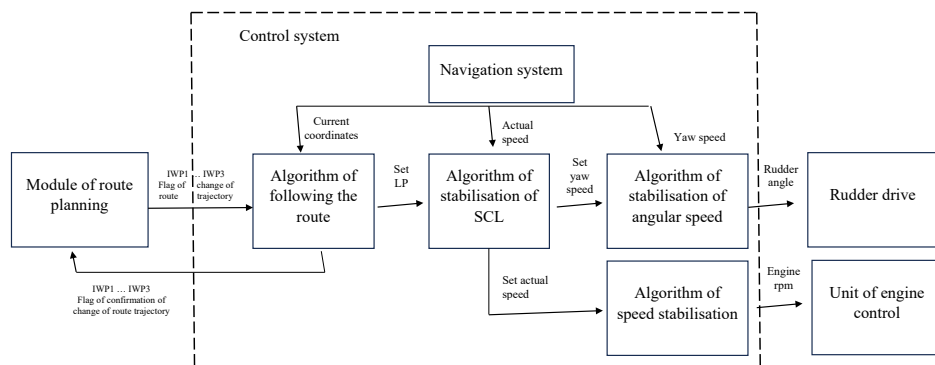 Control system
Navigation system
Current
coordinates
Actual
speed
Yaw speed
Module of route
planning
IWP1 ... IWP3
Flag of change of
route trajectory
Algorithm of
following the
route
Set
LP
Algorithm of
stabilisation of
SCL
Set
yaw
speed
Algorithm of
stabilisation of
angular speed
Rudder
angle
Rudder drive
IWP1 ... IWP3
Flag of confirmation of
change of route trajectory
Set actual
speed
Algorithm of
speed stabilisation
Engine
rpm
Unit of engine
control